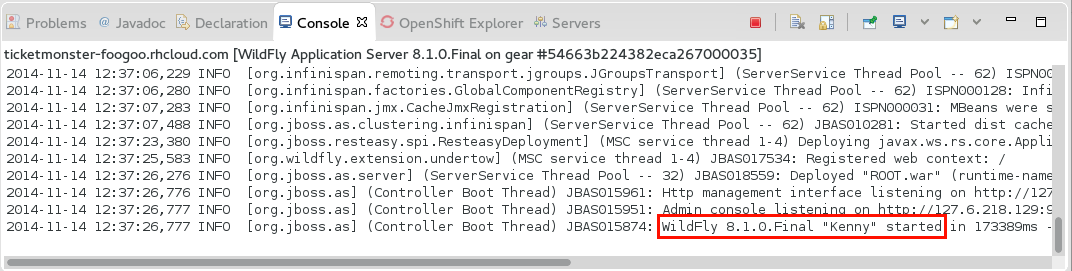 Problems @ Javadoc Declaration Console OpenShift Explorer Servers
ticketmonster-foogoo.rhcloud.com [WildFly Application Server 8.1.0.Final on gear #54663b224382eca267000035]
2014-11-14 12:37:06,229 INFO [org.infinispan.remoting.transport.jgroups.JGroupsTransport] (ServerService Thread Pool -- 62) ISPN000
2014-11-14 12:37:06,280 INFO [org.infinispan.factories.GlobalComponentRegistry] (ServerService Thread Pool -- 62) ISPN000128: Infi
2014-11-14 12:37:07,283 INFO [org.infinispan.jmx.CacheJmxRegistration] (ServerService Thread Pool -- 62) ISPN000031: MBeans were s
2014-11-14 12:37:07,488 INFO [org.jboss.as.clustering.infinispan] (ServerService Thread Pool -- 62) JBAS010281: Started dist cache
2014-11-14 12:37:23,380 INFO [org.jboss.resteasy.spi.ResteasyDeployment] (MSC service thread 1-4) Deploying javax.ws.rs.core.Appli
2014-11-14 12:37:25,583 INFO [org.wildfly.extension.undertow] (MSC service thread 1-4) JBAS017534: Registered web context: /
2014-11-14 12:37:26,276 INFO [org.jboss.as.server] (ServerService Thread Pool -- 32) JBAS018559: Deployed "ROOT.war" (runtime-name
2014-11-14 12:37:26,776 INFO [org.jboss.as] (Controller Boot Thread) JBAS015961: Http management interface listening on http://127
2014-11-14 12:37:26,777 INFO [org.jboss.as] (Controller Boot Thread) JBAS015951: Admin console listening on http://127.6.218.129:9
2014-11-14 12:37:26,777 INFO [org.jboss.as] (Controller Boot Thread) JBAS015874: WildFly 8.1.0.Final "Kenny" started in 173389ms -